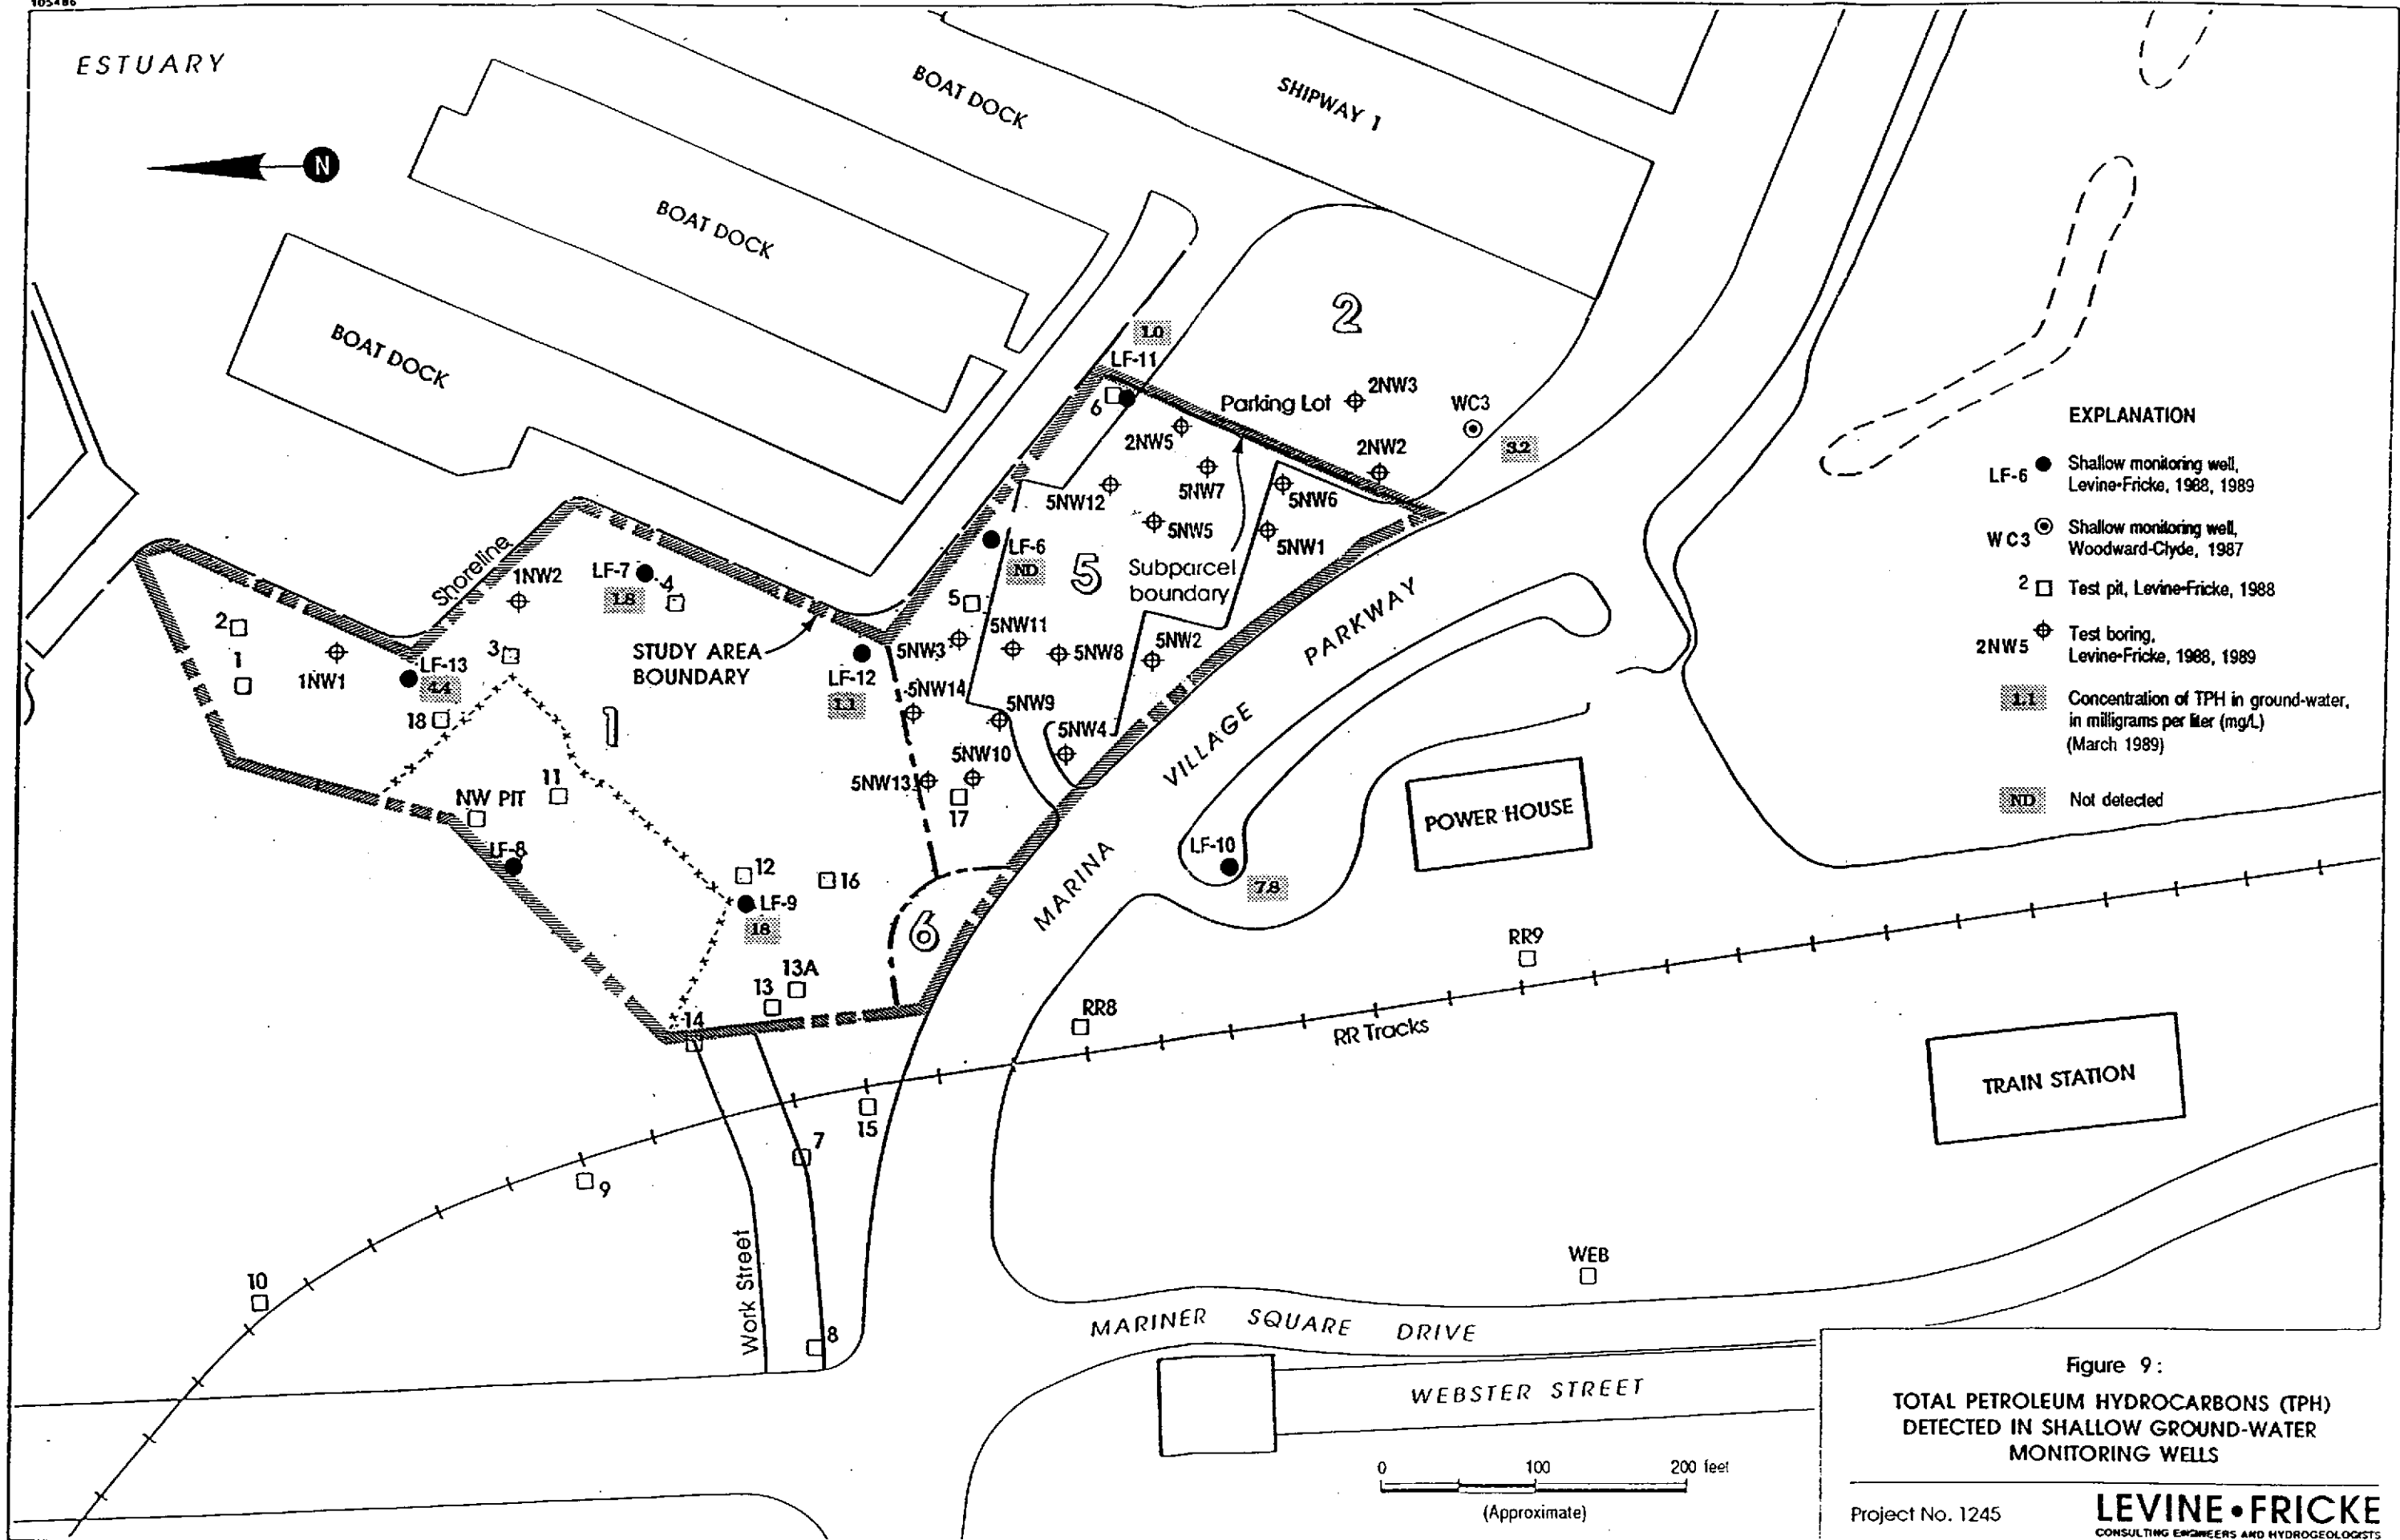 105486
ESTUARY
N
BOAT DOCK
BOAT DOCK
BOAT DOCK
SHIPWAY 1
2
1.0
LF-11
6
Parking Lot
2NW3
WC3
3.2
2NW5
2NW2
5NW12
5NW7
5NW6
5NW5
5NW1
LF-6
ND
5
Subparcel
boundary
Shoreline
1NW2
LF-7
4
5
2
1
1NW1
LF-13
4.4
3
18
STUDY AREA
BOUNDARY
LF-12
1.1
5NW3
5NW11
5NW8
5NW2
5NW14
5NW9
5NW4
5NW10
5NW13
17
1
11
NW PIT
LF-8
12
16
LF-9
18
6
13A
13
14
MARINA VILLAGE PARKWAY
LF-10
7.8
POWER HOUSE
RR9
RR8
RR Tracks
TRAIN STATION
15
7
9
10
8
Work Street
WEB
MARINER SQUARE DRIVE
WEBSTER STREET
0 100 200 feet
(Approximate)
EXPLANATION
LF-6 Shallow monitoring well,
Levine-Fricke, 1988, 1989
WC3 Shallow monitoring well,
Woodward-Clyde, 1987
2 Test pit, Levine-Fricke, 1988
2NW5 Test boring,
Levine-Fricke, 1988, 1989
1.1 Concentration of TPH in ground-water,
in milligrams per liter (mg/L)
(March 1989)
ND Not detected
Figure 9:
TOTAL PETROLEUM HYDROCARBONS (TPH)
DETECTED IN SHALLOW GROUND-WATER
MONITORING WELLS
Project No. 1245
LEVINE•FRICKE
CONSULTING ENGINEERS AND HYDROGEOLOGISTS